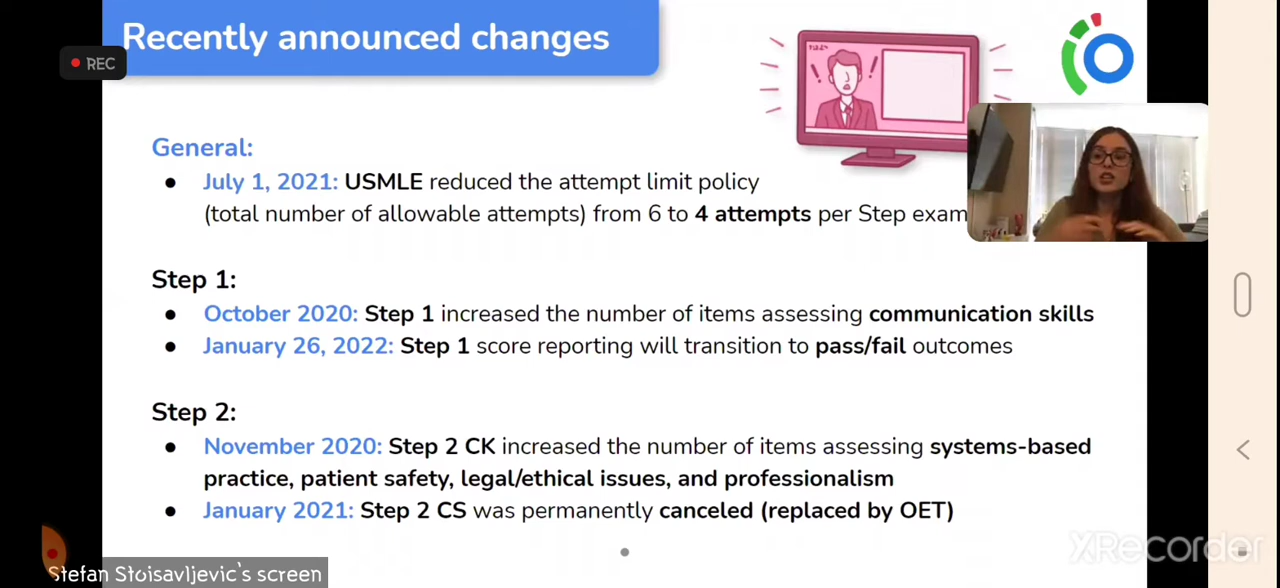 Recently announced changes
REC
General:
● July 1, 2021: USMLE reduced the attempt limit policy
(total number of allowable attempts) from 6 to 4 attempts per Step exam
Step 1:
● October 2020: Step 1 increased the number of items assessing communication skills
● January 26, 2022: Step 1 score reporting will transition to pass/fail outcomes
Step 2:
● November 2020: Step 2 CK increased the number of items assessing systems-based
practice, patient safety, legal/ethical issues, and professionalism
● January 2021: Step 2 CS was permanently canceled (replaced by OET)
XRecorder
Stefan Stoisavljevic's screen